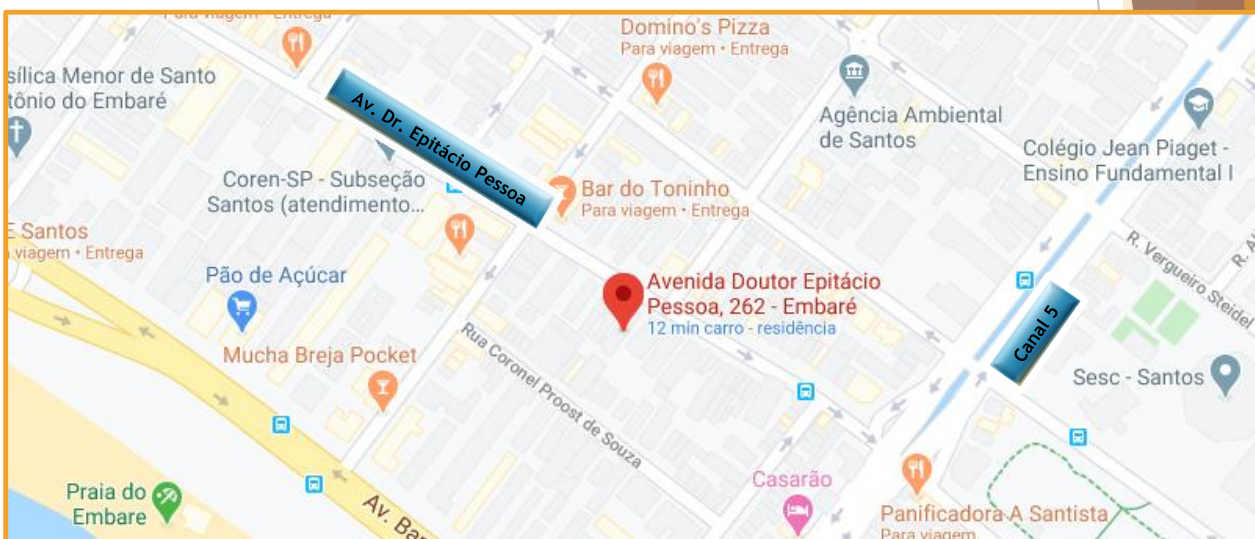 Para viagem • Entrega
Domino's Pizza
Para viagem • Entrega
sílica Menor de Santo
tônio do Embaré
Av. Dr. Epitácio Pessoa
Agência Ambiental
de Santos
Colégio Jean Piaget -
Ensino Fundamental I
Coren-SP - Subseção
Santos (atendimento...
Bar do Toninho
Para viagem • Entrega
E Santos
viagem • Entrega
R. Vergueiro Steidel
Pão de Açúcar
Avenida Doutor Epitácio
Pessoa, 262 - Embaré
12 min carro - residência
Canal 5
Rua Coronel Proost de Souza
Mucha Breja Pocket
Sesc - Santos
Casarão
Praia do
Embare
Av. Bar
Panificadora A Santista
Para viagem